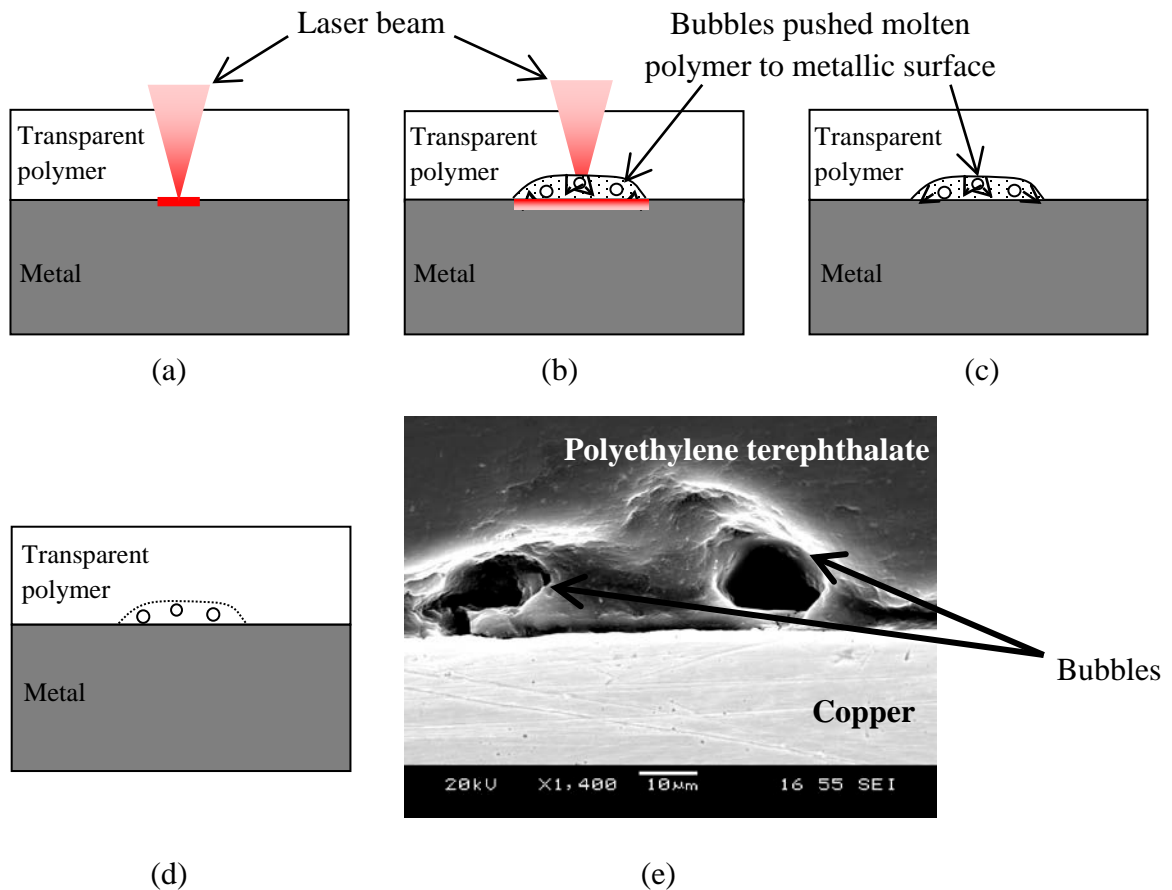 Laser beam
Bubbles pushed molten
polymer to metallic surface
Transparent
polymer
Metal
(a)
Transparent
polymer
Metal
(b)
Transparent
polymer
Metal
(c)
Transparent
polymer
Metal
(d)
Polyethylene terephthalate
Bubbles
Copper
20kV X1,400 10µm 16 55 SEI
(e)